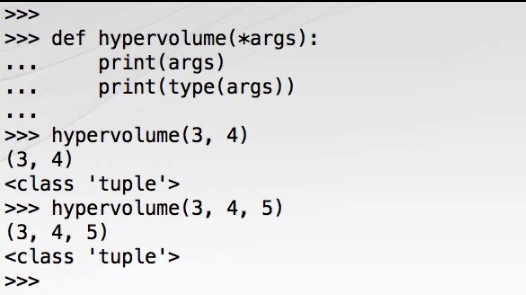 >>>
>>> def hypervolume(*args):
...     print(args)
...     print(type(args))
...
>>> hypervolume(3, 4)
(3, 4)
<class 'tuple'>
>>> hypervolume(3, 4, 5)
(3, 4, 5)
<class 'tuple'>
>>>